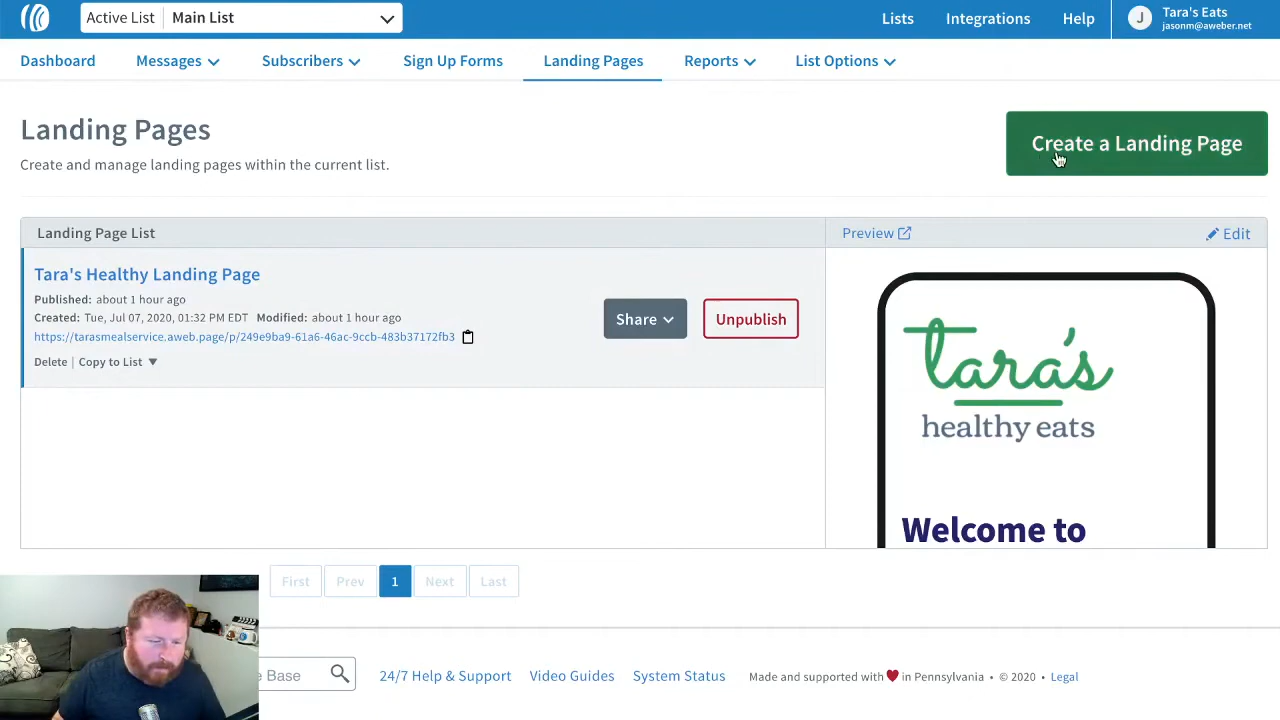 Active List Main List
Lists Integrations Help
J Tara's Eats
jasonm@aweber.net
Dashboard Messages Subscribers Sign Up Forms Landing Pages Reports List Options
Landing Pages
Create a Landing Page
Create and manage landing pages within the current list.
Landing Page List
Preview Edit
Tara's Healthy Landing Page
Published: about 1 hour ago
Created: Tue, Jul 07, 2020, 01:32 PM EDT Modified: about 1 hour ago
https://tarasmealservice.aweb.page/p/249e9ba9-61a6-46ac-9ccb-483b37172fb3
Delete | Copy to List ▼
Share Unpublish
tara's
healthy eats
Welcome to
First Prev 1 Next Last
e Base 24/7 Help & Support Video Guides System Status Made and supported with ❤ in Pennsylvania • © 2020 • Legal